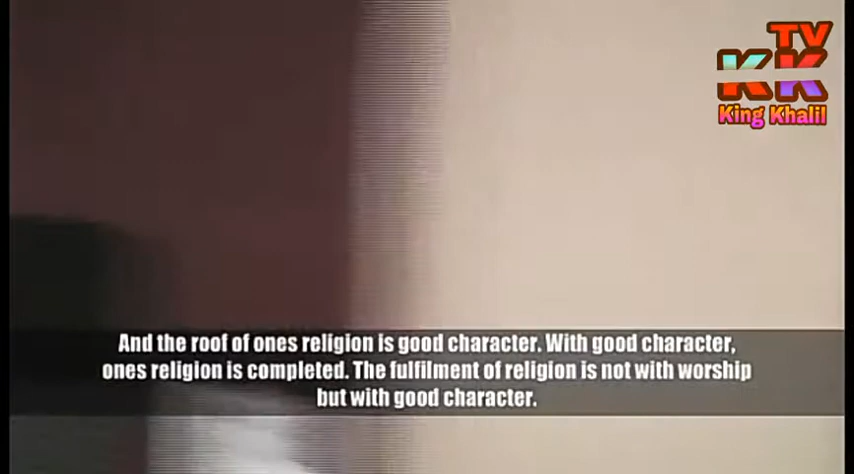 TV
KK
King Khalil
And the roof of ones religion is good character. With good character,
ones religion is completed. The fulfilment of religion is not with worship
but with good character.